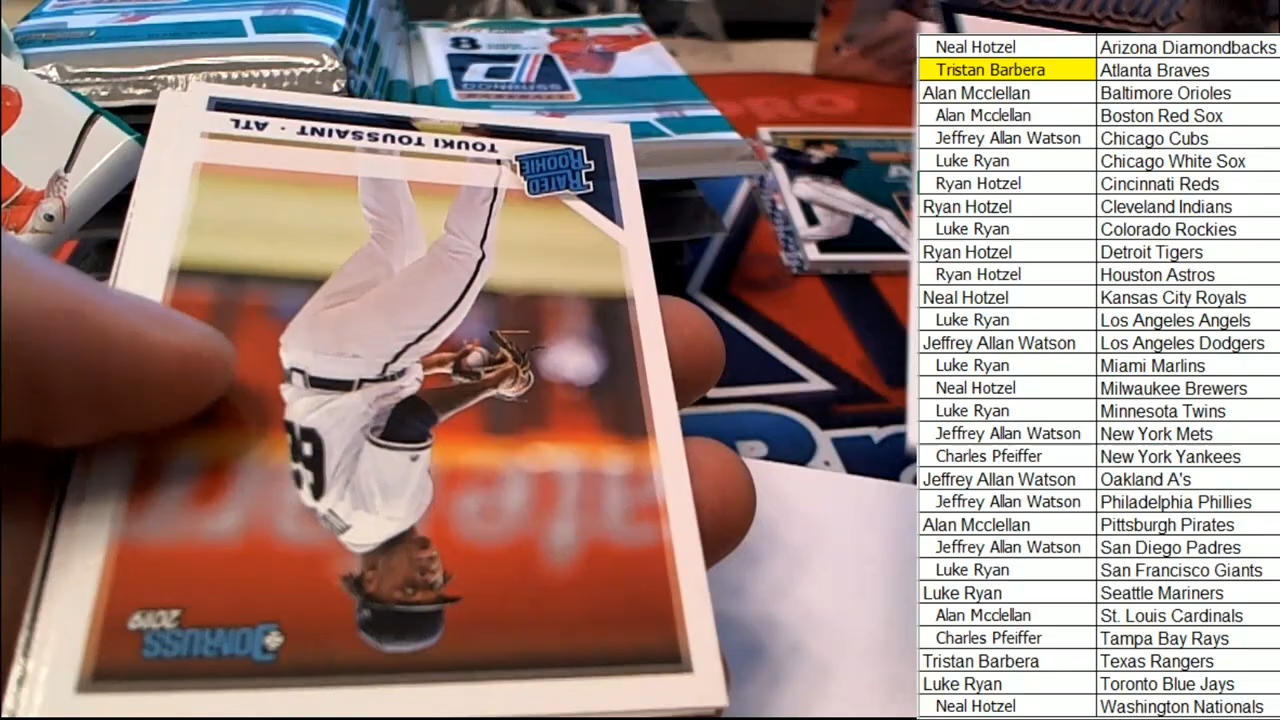 8
DONRUSS
TOUKI TOUSSAINT · ATL
RATED
ROOKIE
62
DONRUSS
2019
Neal Hotzel Arizona Diamondbacks
Tristan Barbera Atlanta Braves
Alan Mcclellan Baltimore Orioles
Alan Mclellan Boston Red Sox
Jeffrey Allan Watson Chicago Cubs
Luke Ryan Chicago White Sox
Ryan Hotzel Cincinnati Reds
Ryan Hotzel Cleveland Indians
Luke Ryan Colorado Rockies
Ryan Hotzel Detroit Tigers
Ryan Hotzel Houston Astros
Neal Hotzel Kansas City Royals
Luke Ryan Los Angeles Angels
Jeffrey Allan Watson Los Angeles Dodgers
Luke Ryan Miami Marlins
Neal Hotzel Milwaukee Brewers
Luke Ryan Minnesota Twins
Jeffrey Allan Watson New York Mets
Charles Pfeiffer New York Yankees
Jeffrey Allan Watson Oakland A's
Jeffrey Allan Watson Philadelphia Phillies
Alan Mcclellan Pittsburgh Pirates
Jeffrey Allan Watson San Diego Padres
Luke Ryan San Francisco Giants
Luke Ryan Seattle Mariners
Alan Mcclellan St. Louis Cardinals
Charles Pfeiffer Tampa Bay Rays
Tristan Barbera Texas Rangers
Luke Ryan Toronto Blue Jays
Neal Hotzel Washington Nationals